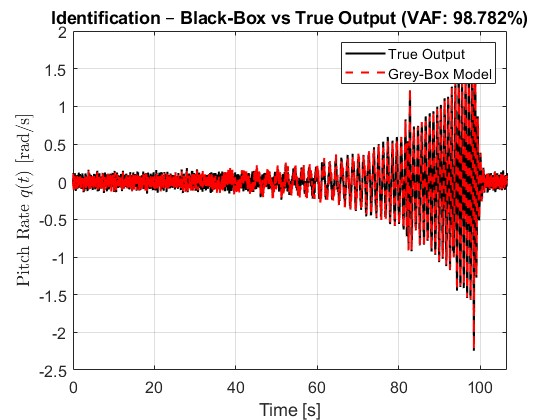 Identification – Black-Box vs True Output (VAF: 98.782%)
2
1.5
1
0.5
0
-0.5
-1
-1.5
-2
-2.5
Pitch Rate q(t) [rad/s]
True Output
Grey-Box Model
0 20 40 60 80 100
Time [s]